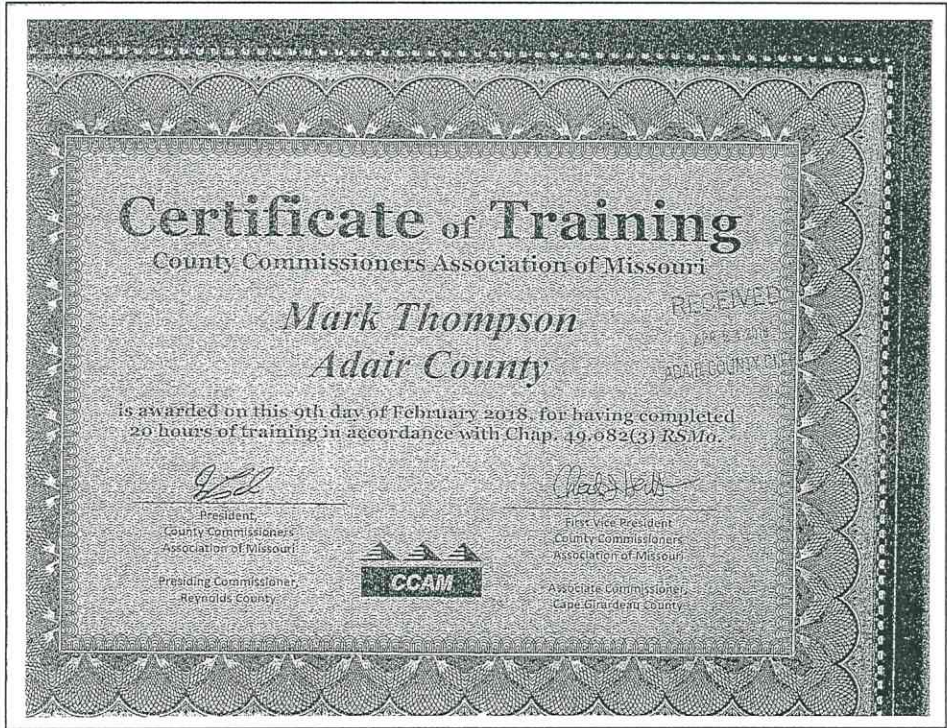 Certificate of Training
County Commissioners Association of Missouri
Mark Thompson
Adair County
RECEIVED
ADAIR COUNTY
is awarded on this 9th day of February 2018, for having completed
20 hours of training in accordance with Chap. 49.082(3) RSMo.
President,
County Commissioners
Association of Missouri
Presiding Commissioner,
Reynolds County
CCAM
First Vice President
County Commissioners
Association of Missouri
Associate Commissioner,
Cape Girardeau County